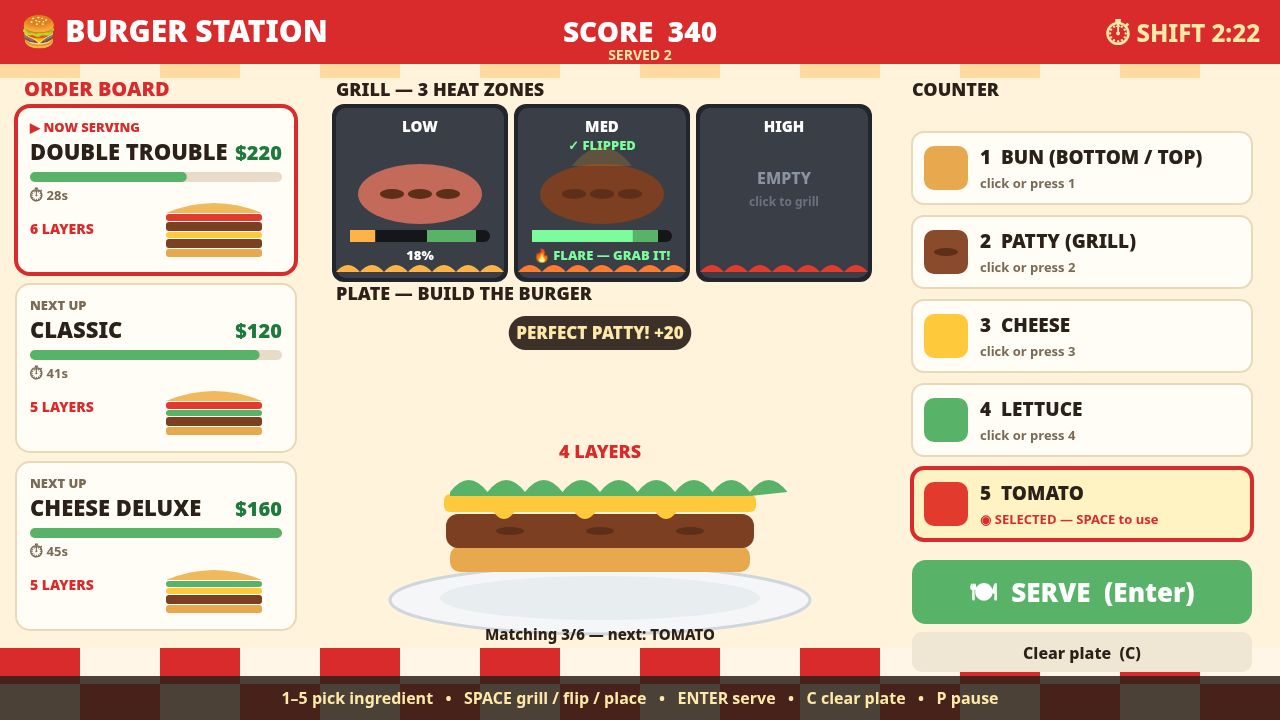 BURGER STATION
SCORE 340
SERVED 2
SHIFT 2:22
ORDER BOARD
▶ NOW SERVING
DOUBLE TROUBLE $220
28s
6 LAYERS
NEXT UP
CLASSIC $120
41s
5 LAYERS
NEXT UP
CHEESE DELUXE $160
45s
5 LAYERS
GRILL — 3 HEAT ZONES
LOW
18%
MED
✓ FLIPPED
🔥 FLARE — GRAB IT!
HIGH
EMPTY
click to grill
PLATE — BUILD THE BURGER
PERFECT PATTY! +20
4 LAYERS
Matching 3/6 — next: TOMATO
COUNTER
1 BUN (BOTTOM / TOP)
click or press 1
2 PATTY (GRILL)
click or press 2
3 CHEESE
click or press 3
4 LETTUCE
click or press 4
5 TOMATO
◉ SELECTED — SPACE to use
SERVE (Enter)
Clear plate (C)
1–5 pick ingredient • SPACE grill / flip / place • ENTER serve • C clear plate • P pause